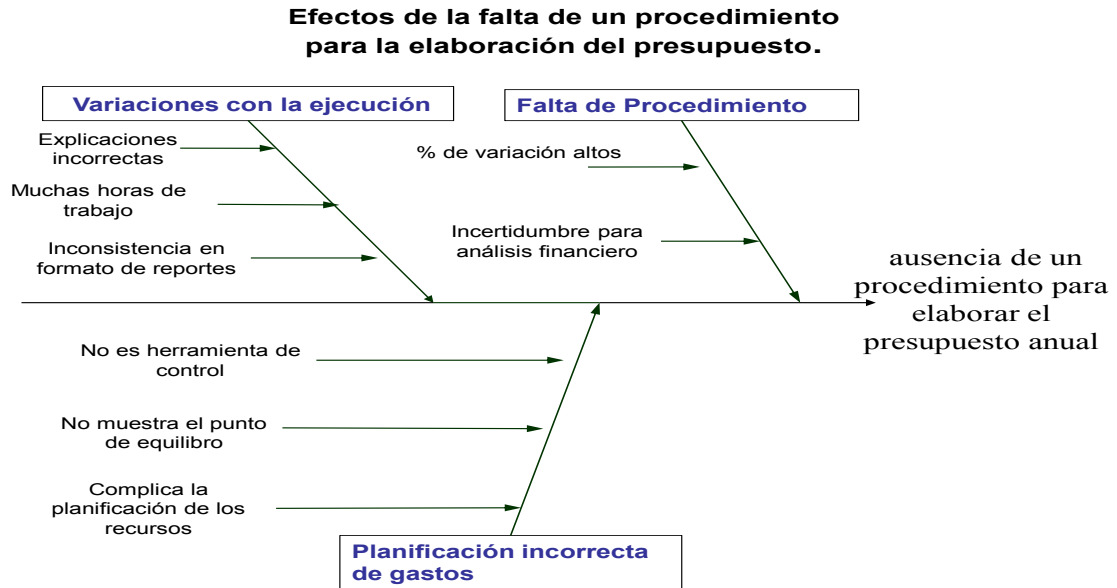 Efectos de la falta de un procedimiento
para la elaboración del presupuesto.
Variaciones con la ejecución
Falta de Procedimiento
Explicaciones
incorrectas
Muchas horas de
trabajo
Inconsistencia en
formato de reportes
% de variación altos
Incertidumbre para
análisis financiero
ausencia de un
procedimiento para
elaborar el
presupuesto anual
No es herramienta de
control
No muestra el punto
de equilibro
Complica la
planificación de los
recursos
Planificación incorrecta
de gastos